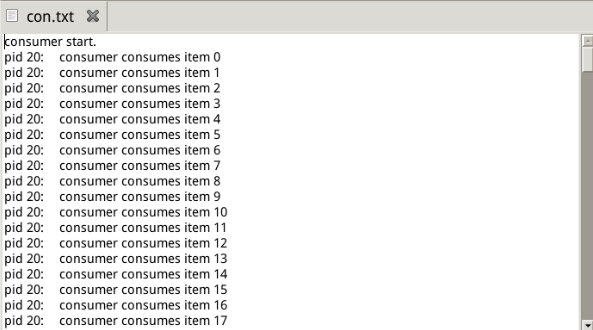 con.txt
consumer start.
pid 20: consumer consumes item 0
pid 20: consumer consumes item 1
pid 20: consumer consumes item 2
pid 20: consumer consumes item 3
pid 20: consumer consumes item 4
pid 20: consumer consumes item 5
pid 20: consumer consumes item 6
pid 20: consumer consumes item 7
pid 20: consumer consumes item 8
pid 20: consumer consumes item 9
pid 20: consumer consumes item 10
pid 20: consumer consumes item 11
pid 20: consumer consumes item 12
pid 20: consumer consumes item 13
pid 20: consumer consumes item 14
pid 20: consumer consumes item 15
pid 20: consumer consumes item 16
pid 20: consumer consumes item 17